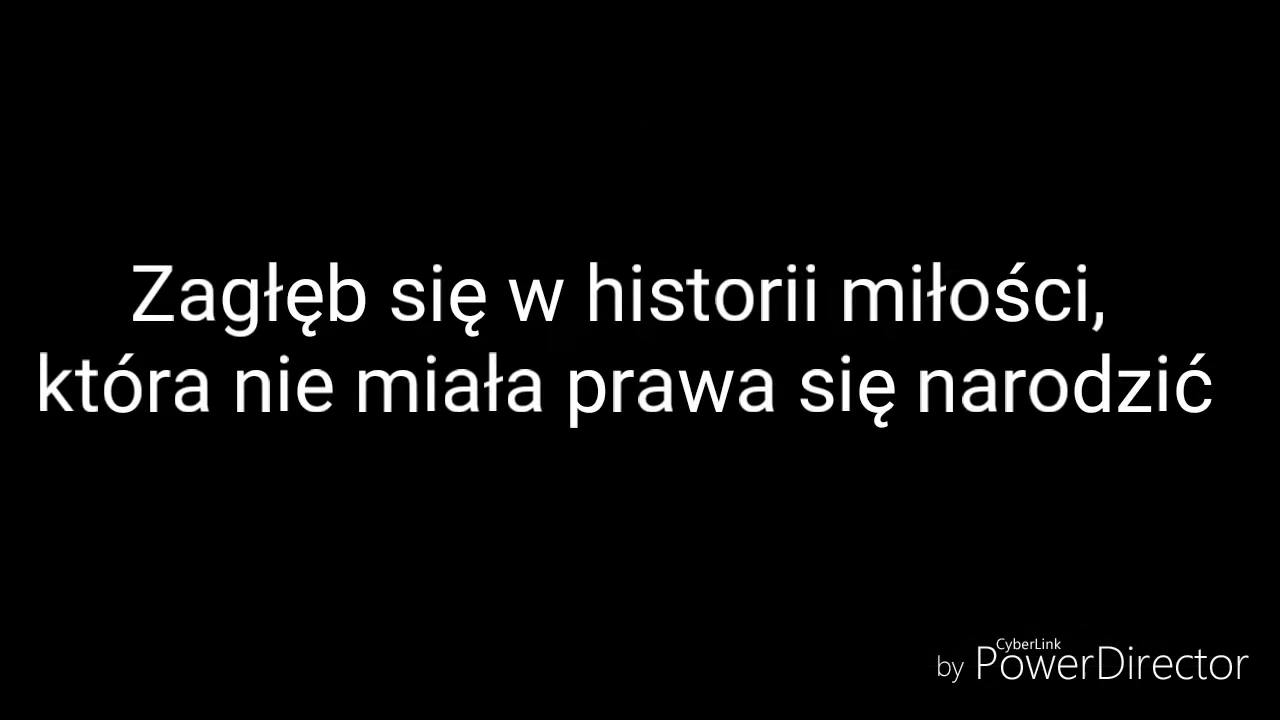 Zagłęb się w historii miłości,
która nie miała prawa się narodzić
by CyberLink PowerDirector